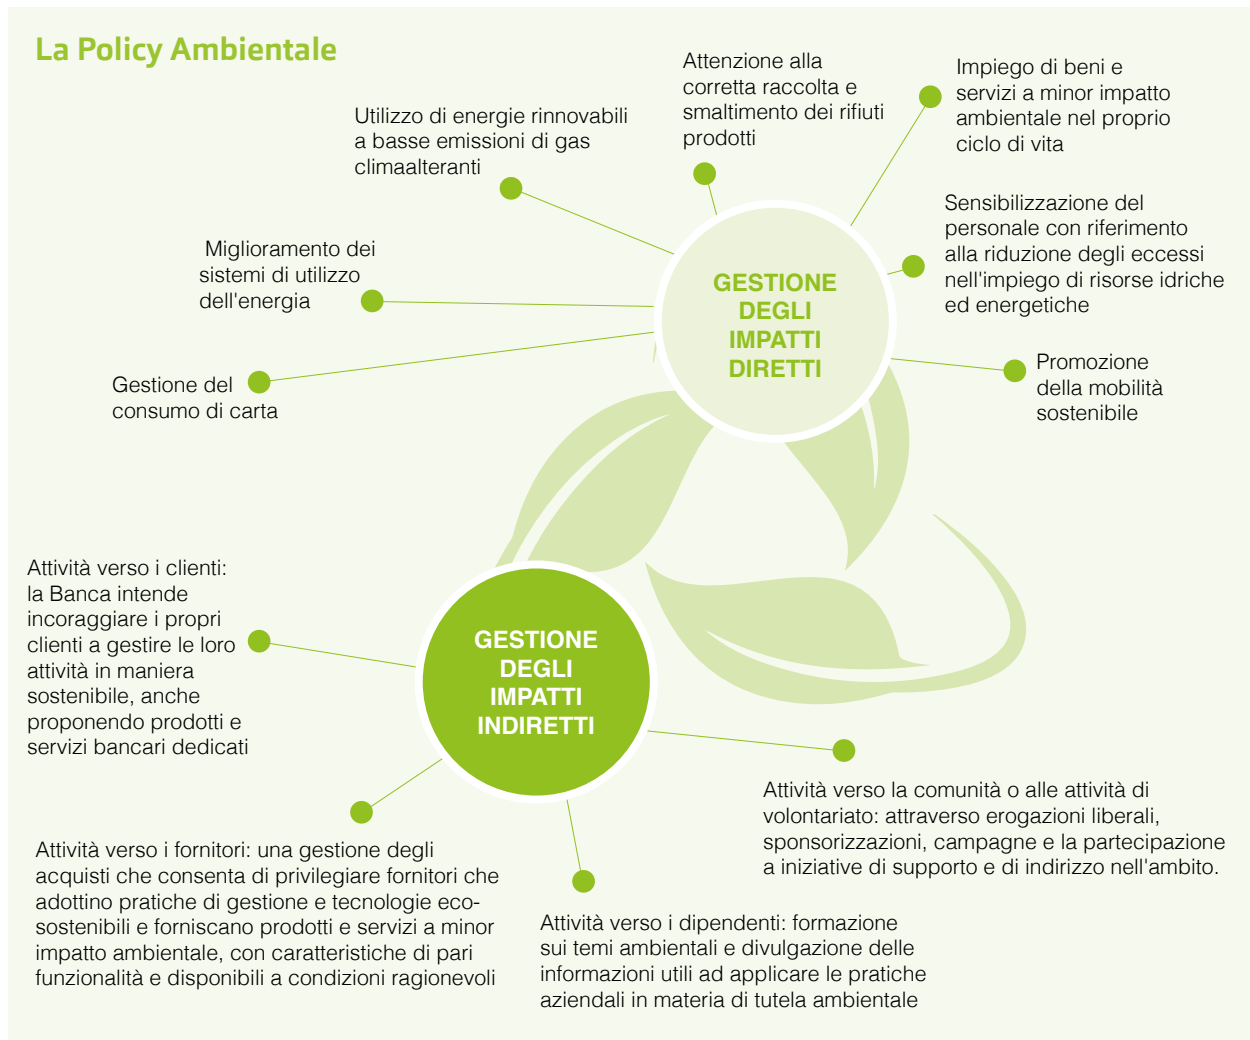 La Policy Ambientale
Utilizzo di energie rinnovabili
a basse emissioni di gas
climaalteranti
Attenzione alla
corretta raccolta e
smaltimento dei rifiuti
prodotti
Impiego di beni e
servizi a minor impatto
ambientale nel proprio
ciclo di vita
Miglioramento dei
sistemi di utilizzo
dell'energia
Sensibilizzazione del
personale con riferimento
alla riduzione degli eccessi
nell'impiego di risorse idriche
ed energetiche
GESTIONE
DEGLI
IMPATTI
DIRETTI
Gestione del
consumo di carta
Promozione
della mobilità
sostenibile
Attività verso i clienti:
la Banca intende
incoraggiare i propri
clienti a gestire le loro
attività in maniera
sostenibile, anche
proponendo prodotti e
servizi bancari dedicati
GESTIONE
DEGLI
IMPATTI
INDIRETTI
Attività verso la comunità o alle attività di
volontariato: attraverso erogazioni liberali,
sponsorizzazioni, campagne e la partecipazione
a iniziative di supporto e di indirizzo nell'ambito.
Attività verso i fornitori: una gestione degli
acquisti che consenta di privilegiare fornitori che
adottino pratiche di gestione e tecnologie eco-
sostenibili e forniscano prodotti e servizi a minor
impatto ambientale, con caratteristiche di pari
funzionalità e disponibili a condizioni ragionevoli
Attività verso i dipendenti: formazione
sui temi ambientali e divulgazione delle
informazioni utili ad applicare le pratiche
aziendali in materia di tutela ambientale